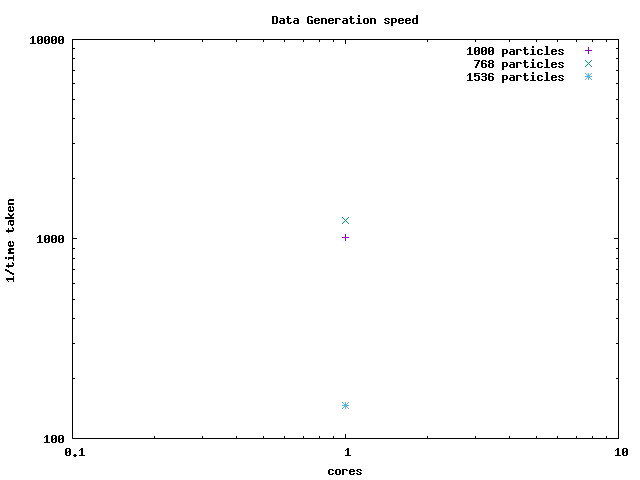 Data Generation speed
10000
1000 particles
768 particles
1536 particles
1000
1/time taken
100
0.1
1
10
cores